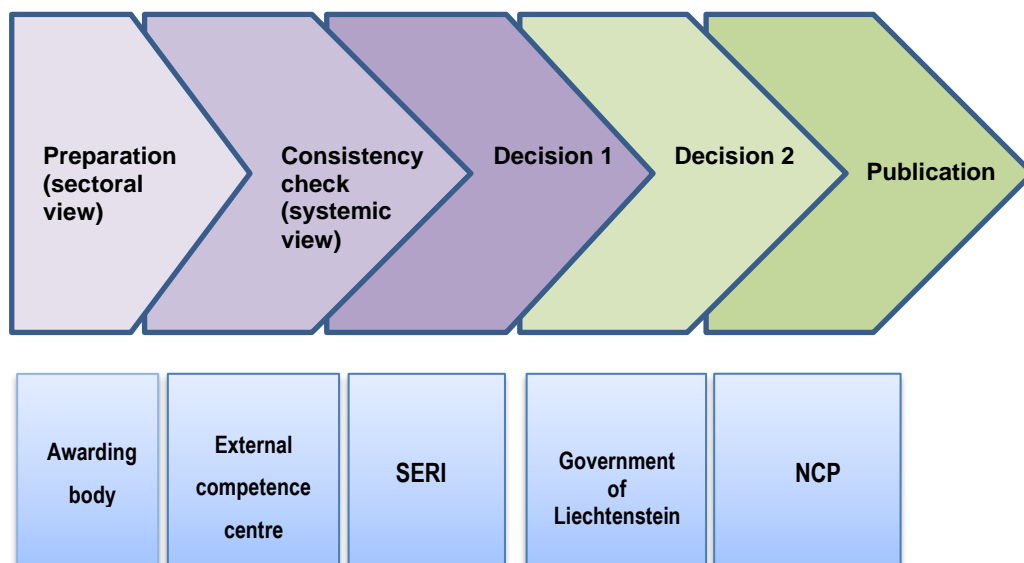 Preparation
(sectoral
view)
Consistency
check
(systemic
view)
Decision 1
Decision 2
Publication
Awarding
body
External
competence
centre
SERI
Government
of
Liechtenstein
NCP